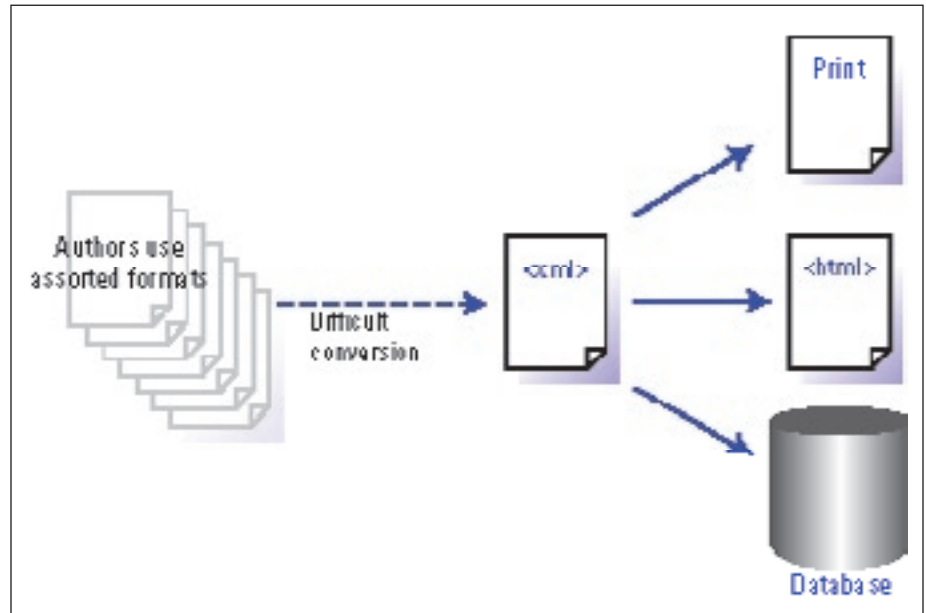 Authors use
assorted formats
Difficult
conversion
<xml>
Print
<html>
Database